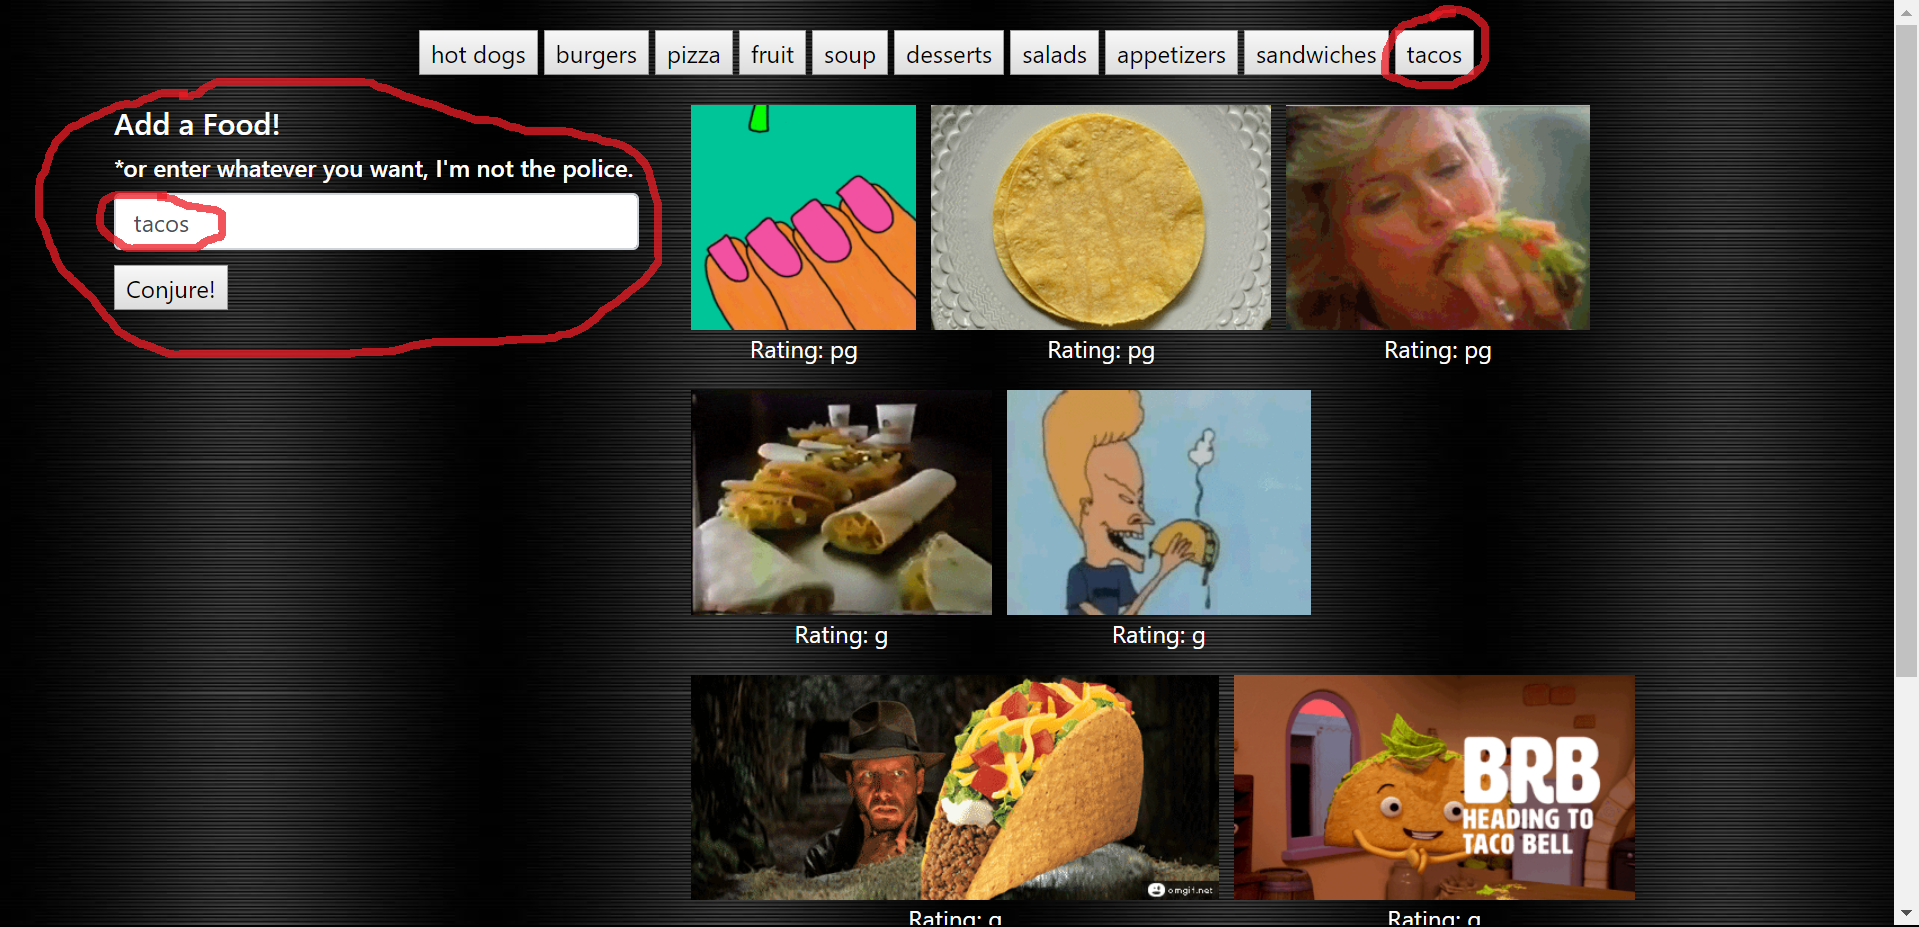 hot dogs burgers pizza fruit soup desserts salads appetizers sandwiches tacos
Add a Food!
*or enter whatever you want, I'm not the police.
tacos
Conjure!
Rating: pg Rating: pg Rating: pg
Rating: g Rating: g
omgif.net
BRB
HEADING TO
TACO BELL
Rating: g Rating: g